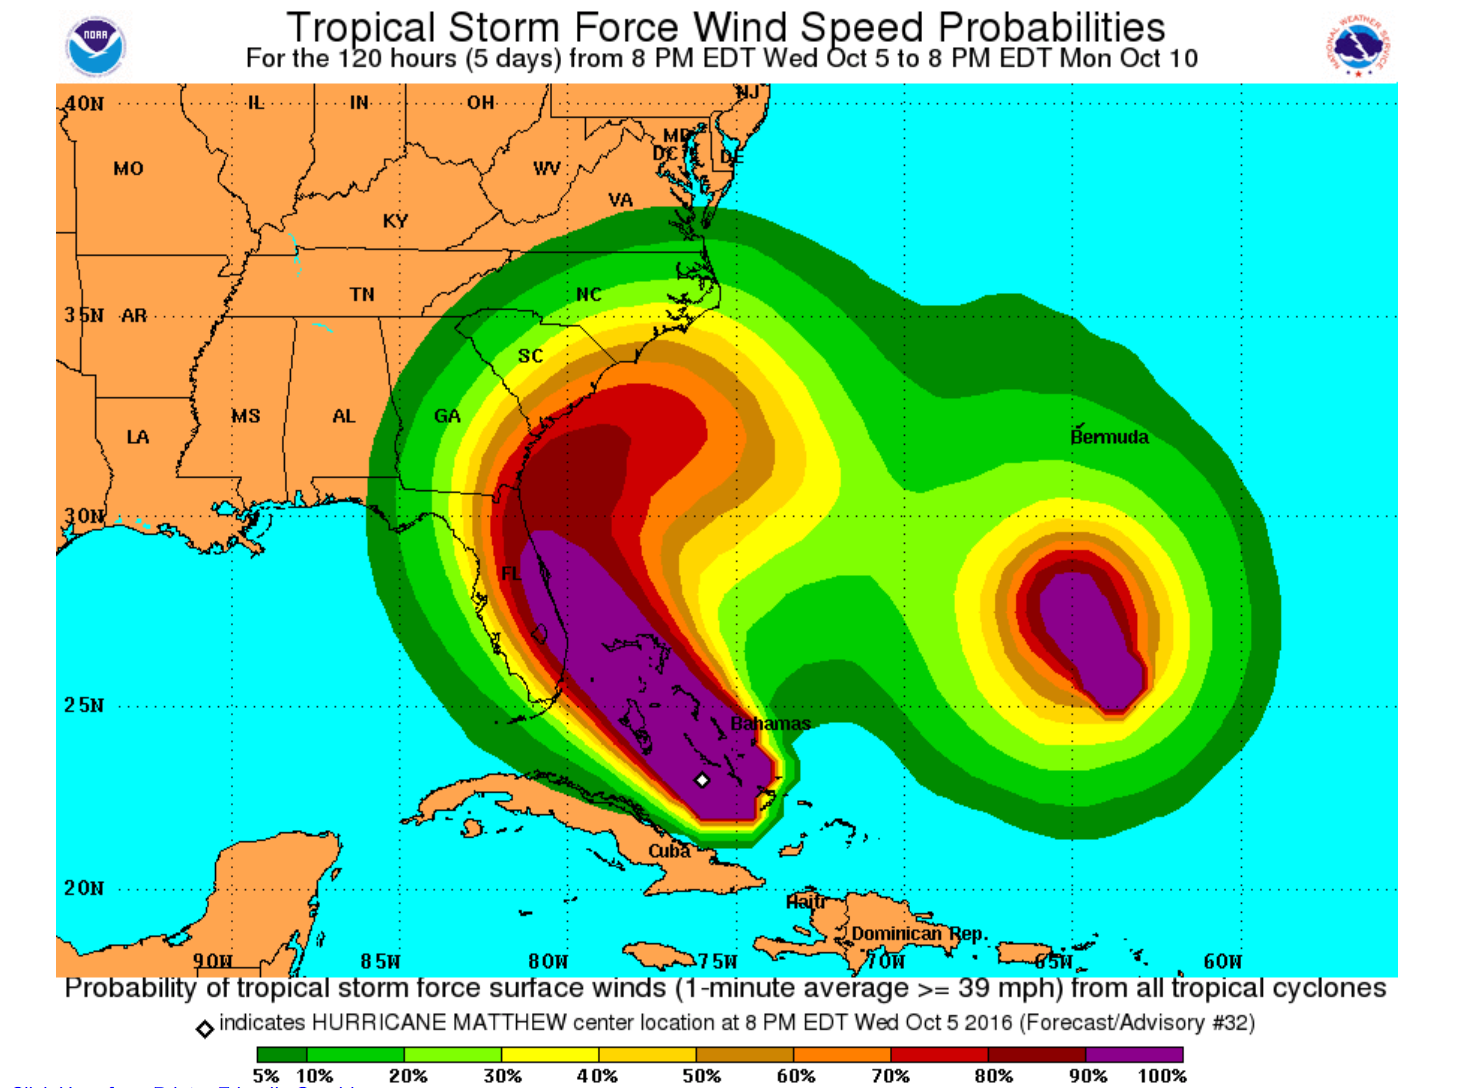 Tropical Storm Force Wind Speed Probabilities
For the 120 hours (5 days) from 8 PM EDT Wed Oct 5 to 8 PM EDT Mon Oct 10
NOAA
NATIONAL WEATHER SERVICE
40N IL IN OH NJ
MD
DC DE
MO WV
VA
KY
TN NC
35N AR
SC
MS AL GA
LA Bermuda
30N
FL
25N
Bahamas
Cuba
20N
Haiti
Dominican Rep.
90W 85W 80W 75W 70W 65W 60W
Probability of tropical storm force surface winds (1-minute average >= 39 mph) from all tropical cyclones
indicates HURRICANE MATTHEW center location at 8 PM EDT Wed Oct 5 2016 (Forecast/Advisory #32)
5% 10% 20% 30% 40% 50% 60% 70% 80% 90% 100%